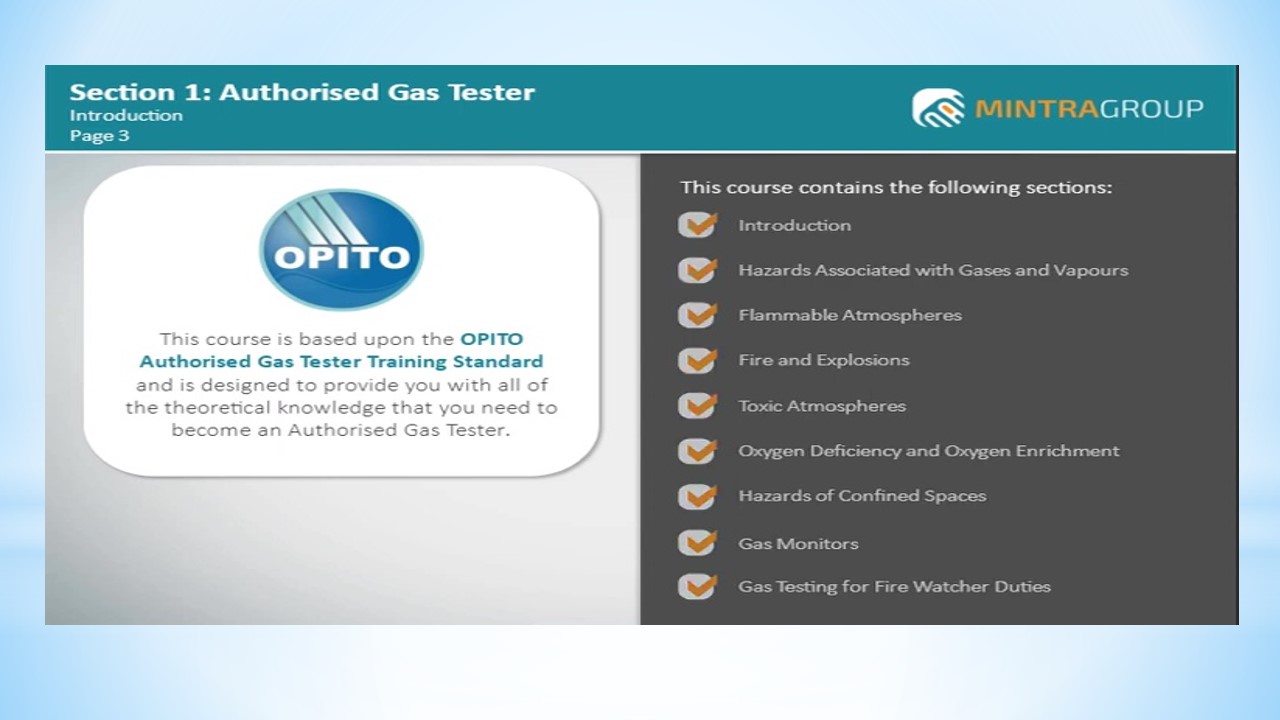 Section 1: Authorised Gas Tester
Introduction
Page 3
MINTRAGROUP
OPITO
This course is based upon the OPITO
Authorised Gas Tester Training Standard
and is designed to provide you with all of
the theoretical knowledge that you need to
become an Authorised Gas Tester.
This course contains the following sections:
Introduction
Hazards Associated with Gases and Vapours
Flammable Atmospheres
Fire and Explosions
Toxic Atmospheres
Oxygen Deficiency and Oxygen Enrichment
Hazards of Confined Spaces
Gas Monitors
Gas Testing for Fire Watcher Duties